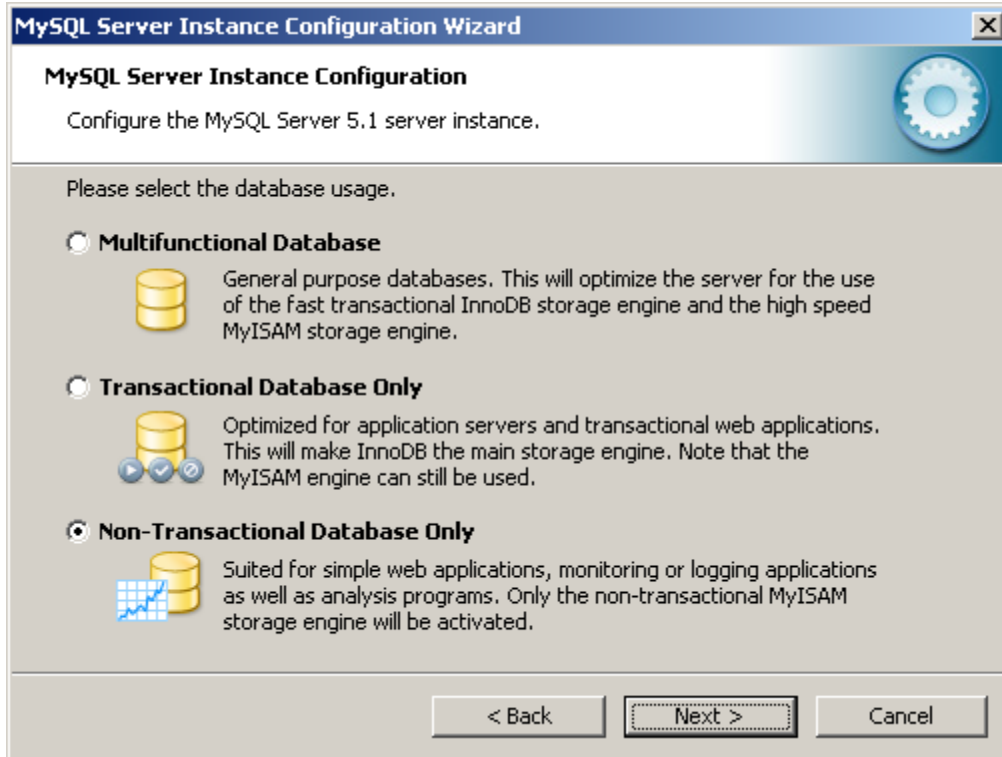 MySQL Server Instance Configuration Wizard
MySQL Server Instance Configuration
Configure the MySQL Server 5.1 server instance.
Please select the database usage.
Multifunctional Database
General purpose databases. This will optimize the server for the use
of the fast transactional InnoDB storage engine and the high speed
MyISAM storage engine.
Transactional Database Only
Optimized for application servers and transactional web applications.
This will make InnoDB the main storage engine. Note that the
MyISAM engine can still be used.
Non-Transactional Database Only
Suited for simple web applications, monitoring or logging applications
as well as analysis programs. Only the non-transactional MyISAM
storage engine will be activated.
< Back Next > Cancel